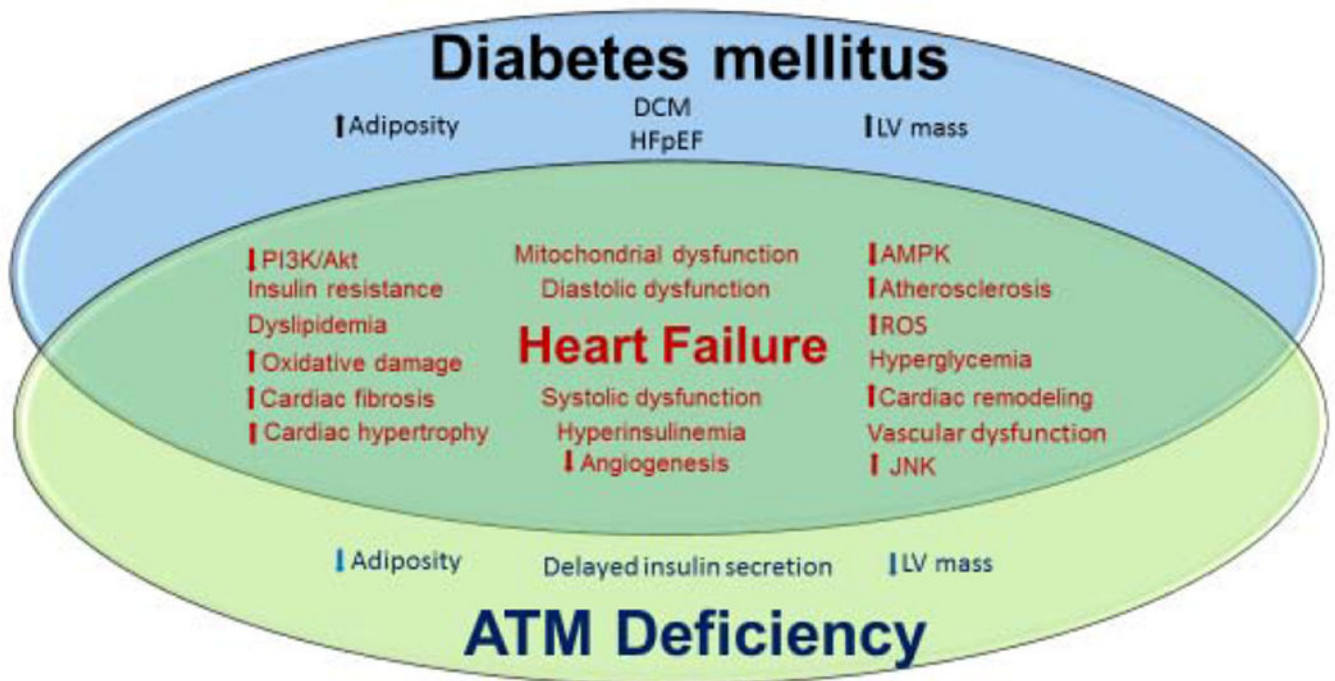 Diabetes mellitus
DCM
⬆Adiposity
⬆LV mass
HFpEF
⬇PI3K/Akt
Insulin resistance
Dyslipidemia
⬆Oxidative damage
⬆Cardiac fibrosis
⬆Cardiac hypertrophy
Mitochondrial dysfunction
Diastolic dysfunction
Heart Failure
Systolic dysfunction
Hyperinsulinemia
⬇Angiogenesis
⬇AMPK
⬆Atherosclerosis
⬆ROS
Hyperglycemia
⬆Cardiac remodeling
Vascular dysfunction
⬆ JNK
⬇Adiposity
Delayed insulin secretion
⬇LV mass
ATM Deficiency